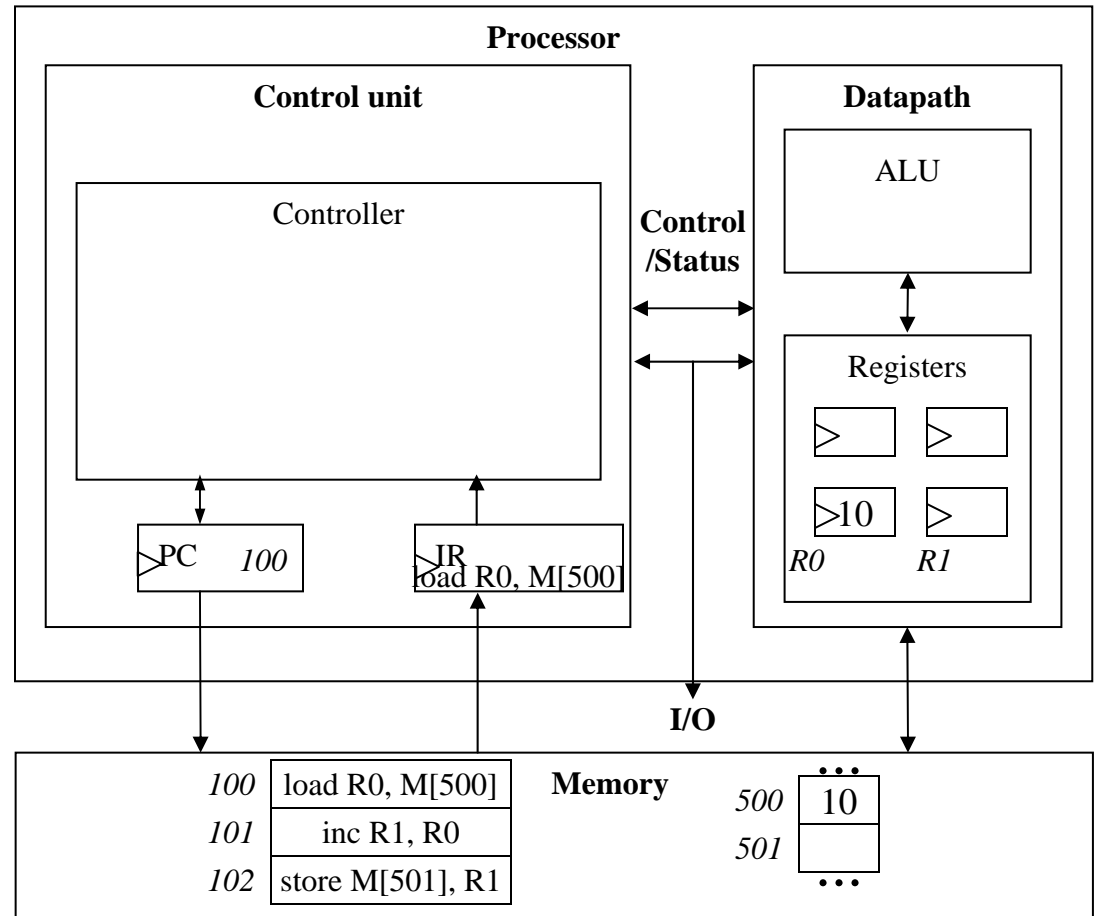 Processor
Control unit
Datapath
ALU
Controller
Control
/Status
Registers
10
R0
R1
PC
100
IR
load R0, M[500]
I/O
Memory
100
load R0, M[500]
101
inc R1, R0
102
store M[501], R1
...
500
10
501
...